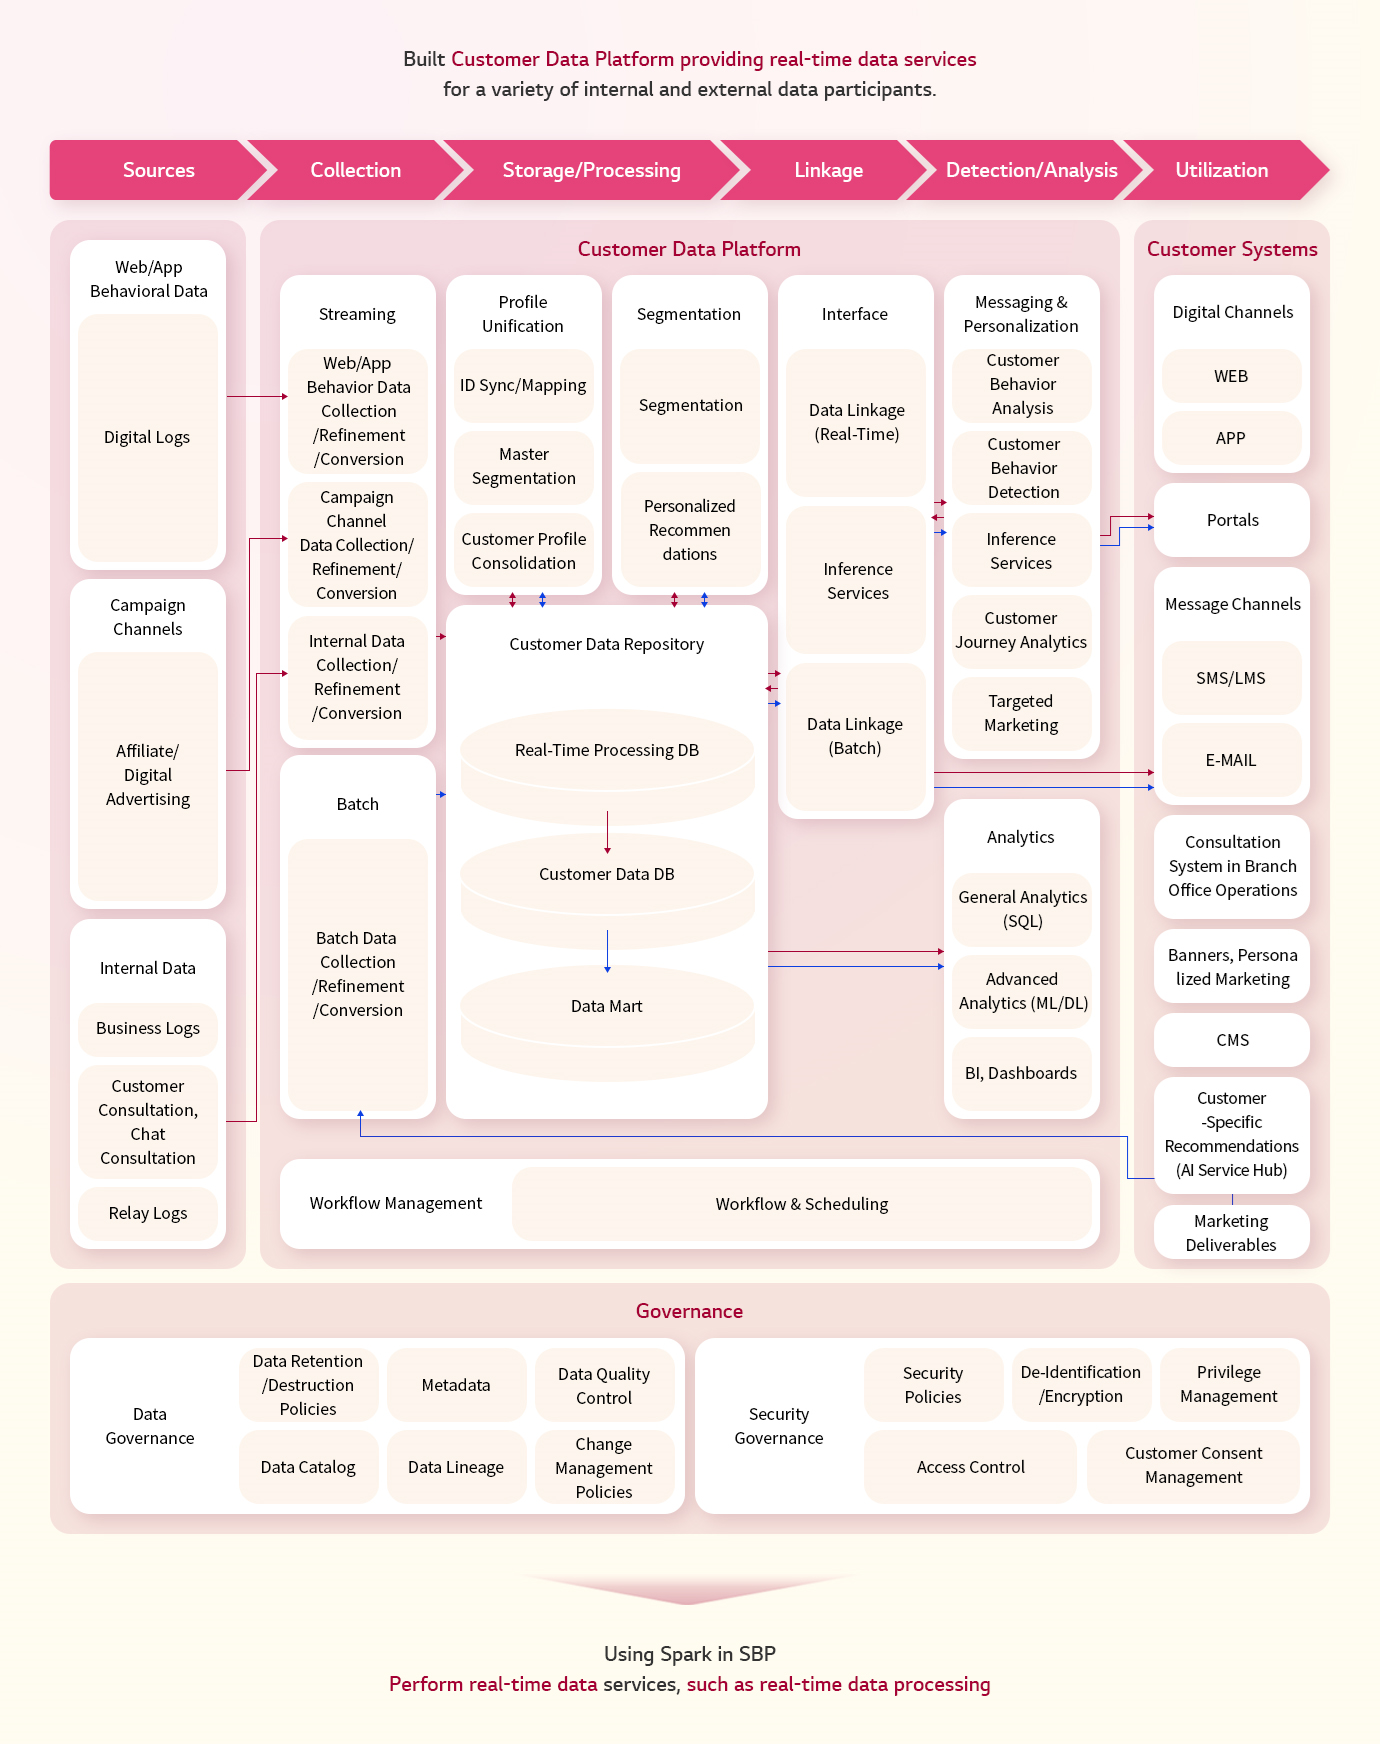 Built Customer Data Platform providing real-time data services
for a variety of internal and external data participants.
Sources
Collection
Storage/Processing
Linkage
Detection/Analysis
Utilization
Web/App
Behavioral Data
Digital Logs
Campaign
Channels
Affiliate/
Digital
Advertising
Internal Data
Business Logs
Customer
Consultation,
Chat
Consultation
Relay Logs
Customer Data Platform
Streaming
Web/App
Behavior Data
Collection
/Refinement
/Conversion
Campaign
Channel
Data Collection/
Refinement/
Conversion
Internal Data
Collection/
Refinement
/Conversion
Batch
Batch Data
Collection
/Refinement
/Conversion
Profile
Unification
ID Sync/Mapping
Master
Segmentation
Customer Profile
Consolidation
Segmentation
Segmentation
Personalized
Recommen
dations
Customer Data Repository
Real-Time Processing DB
Customer Data DB
Data Mart
Interface
Data Linkage
(Real-Time)
Inference
Services
Data Linkage
(Batch)
Messaging &
Personalization
Customer
Behavior
Analysis
Customer
Behavior
Detection
Inference
Services
Customer
Journey Analytics
Targeted
Marketing
Analytics
General Analytics
(SQL)
Advanced
Analytics (ML/DL)
BI, Dashboards
Workflow Management
Workflow & Scheduling
Customer Systems
Digital Channels
WEB
APP
Portals
Message Channels
SMS/LMS
E-MAIL
Consultation
System in Branch
Office Operations
Banners, Persona
lized Marketing
CMS
Customer
-Specific
Recommendations
(AI Service Hub)
Marketing
Deliverables
Governance
Data
Governance
Data Retention
/Destruction
Policies
Metadata
Data Quality
Control
Data Catalog
Data Lineage
Change
Management
Policies
Security
Governance
Security
Policies
De-Identification
/Encryption
Privilege
Management
Access Control
Customer Consent
Management
Using Spark in SBP
Perform real-time data services, such as real-time data processing